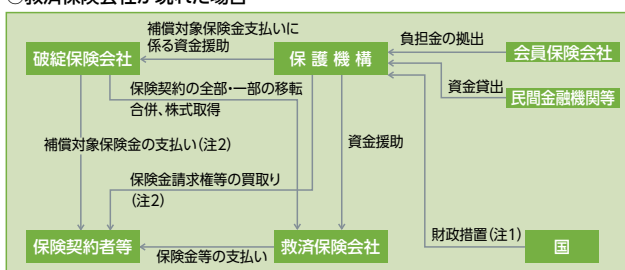 ○救済保険会社が現れた場合
補償対象保険金支払いに
係る資金援助
負担金の拠出
破綻保険会社
保護機構
会員保険会社
保険契約の全部・一部の移転
合併、株式取得
資金貸出
民間金融機関等
補償対象保険金の支払い(注2)
資金援助
保険金請求権等の買取り
(注2)
財政措置(注1)
保険契約者等
保険金等の支払い
救済保険会社
国